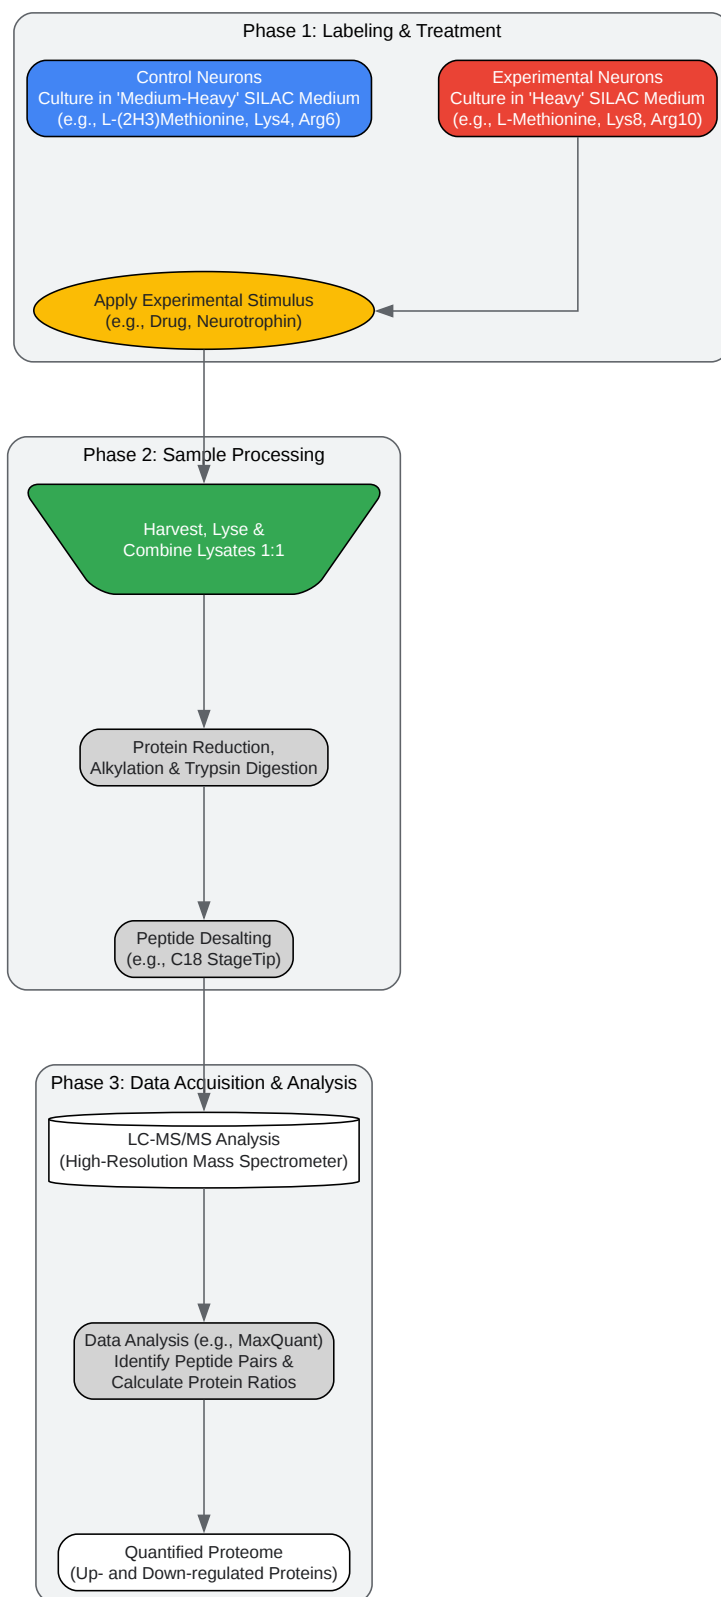 Phase 1: Labeling & Treatment
Control Neurons
Culture in 'Medium-Heavy' SILAC Medium
(e.g., L-(2H3)Methionine, Lys4, Arg6)
Experimental Neurons
Culture in 'Heavy' SILAC Medium
(e.g., L-Methionine, Lys8, Arg10)
Apply Experimental Stimulus
(e.g., Drug, Neurotrophin)
Phase 2: Sample Processing
Harvest, Lyse &
Combine Lysates 1:1
Protein Reduction,
Alkylation & Trypsin Digestion
Peptide Desalting
(e.g., C18 StageTip)
Phase 3: Data Acquisition & Analysis
LC-MS/MS Analysis
(High-Resolution Mass Spectrometer)
Data Analysis (e.g., MaxQuant)
Identify Peptide Pairs &
Calculate Protein Ratios
Quantified Proteome
(Up- and Down-regulated Proteins)